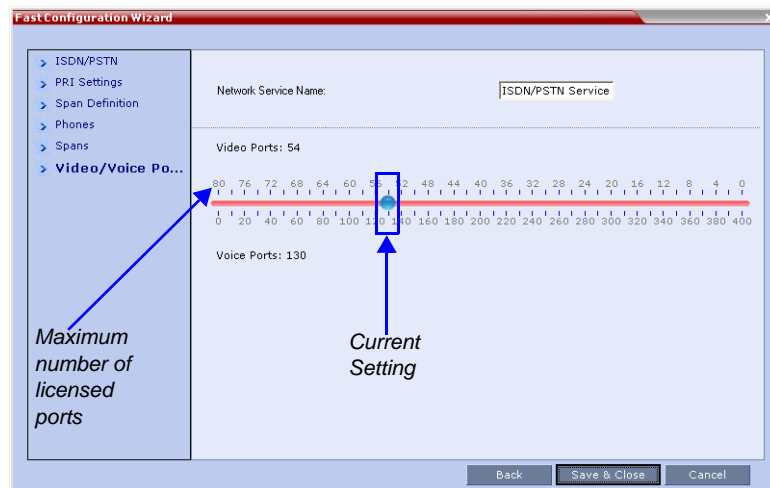 Fast Configuration Wizard
ISDN/PSTN
PRI Settings
Span Definition
Phones
Spans
Video/Voice Po...
Network Service Name:
ISDN/PSTN Service
Video Ports: 54
80 76 72 68 64 60 52 48 44 40 36 32 28 24 20 16 12 8 4 0
0 20 40 60 80 100 120 160 180 200 220 240 260 280 300 320 340 360 380 400
Voice Ports: 130
Maximum
number of
licensed
ports
Current
Setting
Back
Save & Close
Cancel